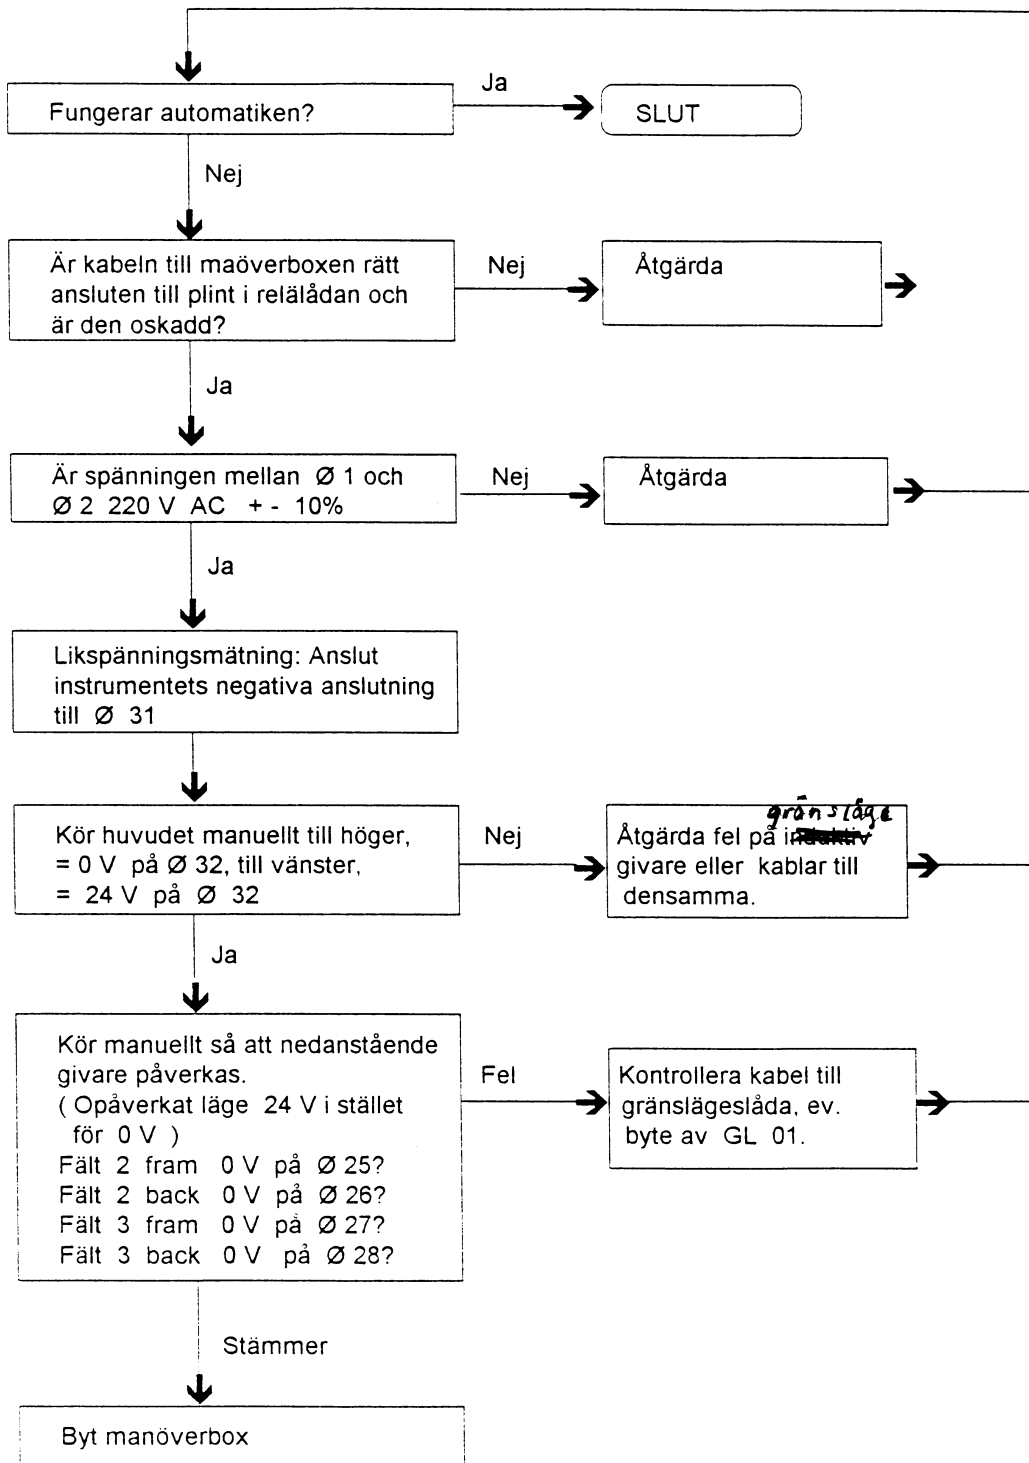 Fungerar automatiken?
Ja
SLUT
Nej
Är kabeln till maöverboxen rätt
ansluten till plint i relälådan och
är den oskadd?
Nej
Åtgärda
Ja
Är spänningen mellan Ø 1 och
Ø 2 220 V AC + - 10%
Nej
Åtgärda
Ja
Likspänningsmätning: Anslut
instrumentets negativa anslutning
till Ø 31
Kör huvudet manuellt till höger,
= 0 V på Ø 32, till vänster,
= 24 V på Ø 32
Nej
gränsläge
Åtgärda fel på induktiv
givare eller kablar till
densamma.
Ja
Kör manuellt så att nedanstående
givare påverkas.
( Opåverkat läge 24 V i stället
för 0 V )
Fält 2 fram 0 V på Ø 25?
Fält 2 back 0 V på Ø 26?
Fält 3 fram 0 V på Ø 27?
Fält 3 back 0 V på Ø 28?
Fel
Kontrollera kabel till
gränslägeslåda, ev.
byte av GL 01.
Stämmer
Byt manöverbox